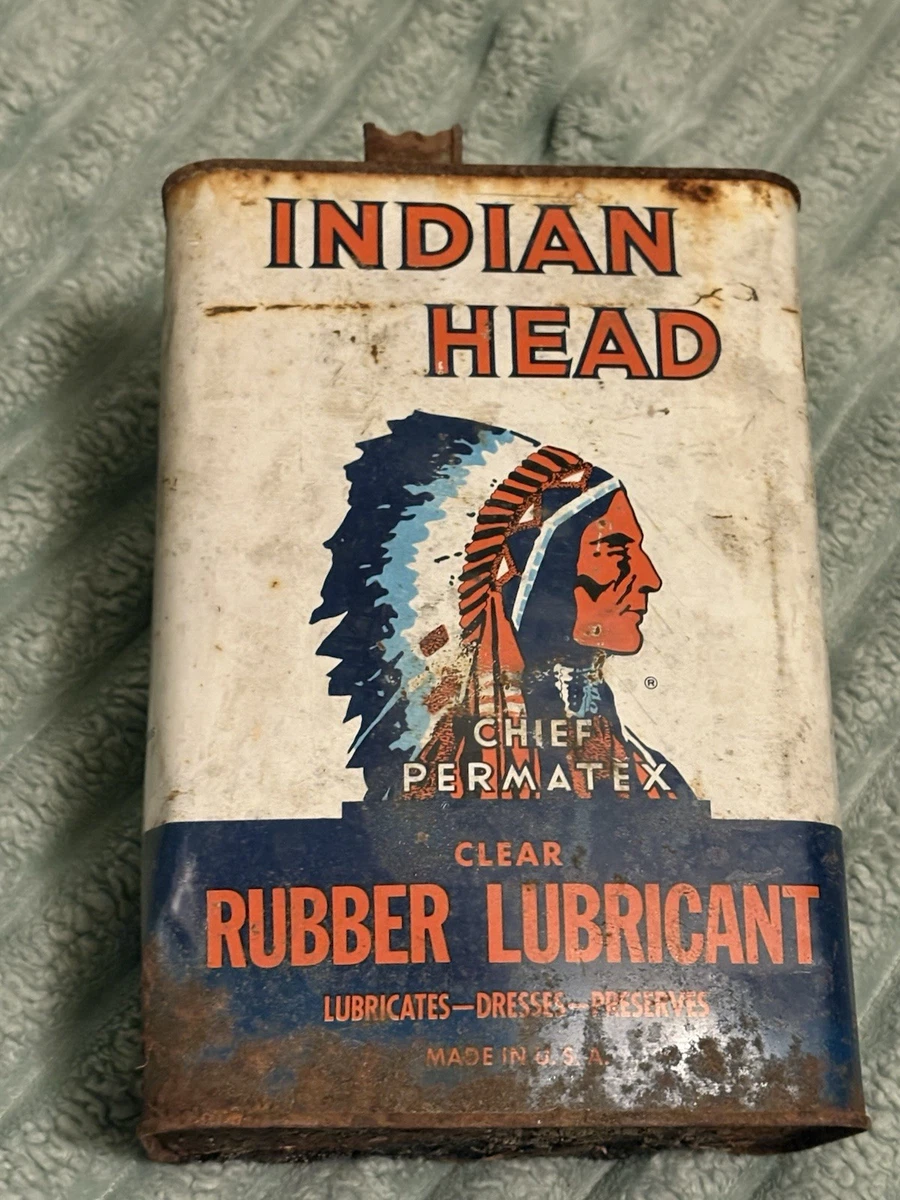 INDIAN
HEAD
®
CHIEF
PERMATEX
CLEAR
RUBBER LUBRICANT
LUBRICATES—DRESSES—PRESERVES
MADE IN U. S. A.